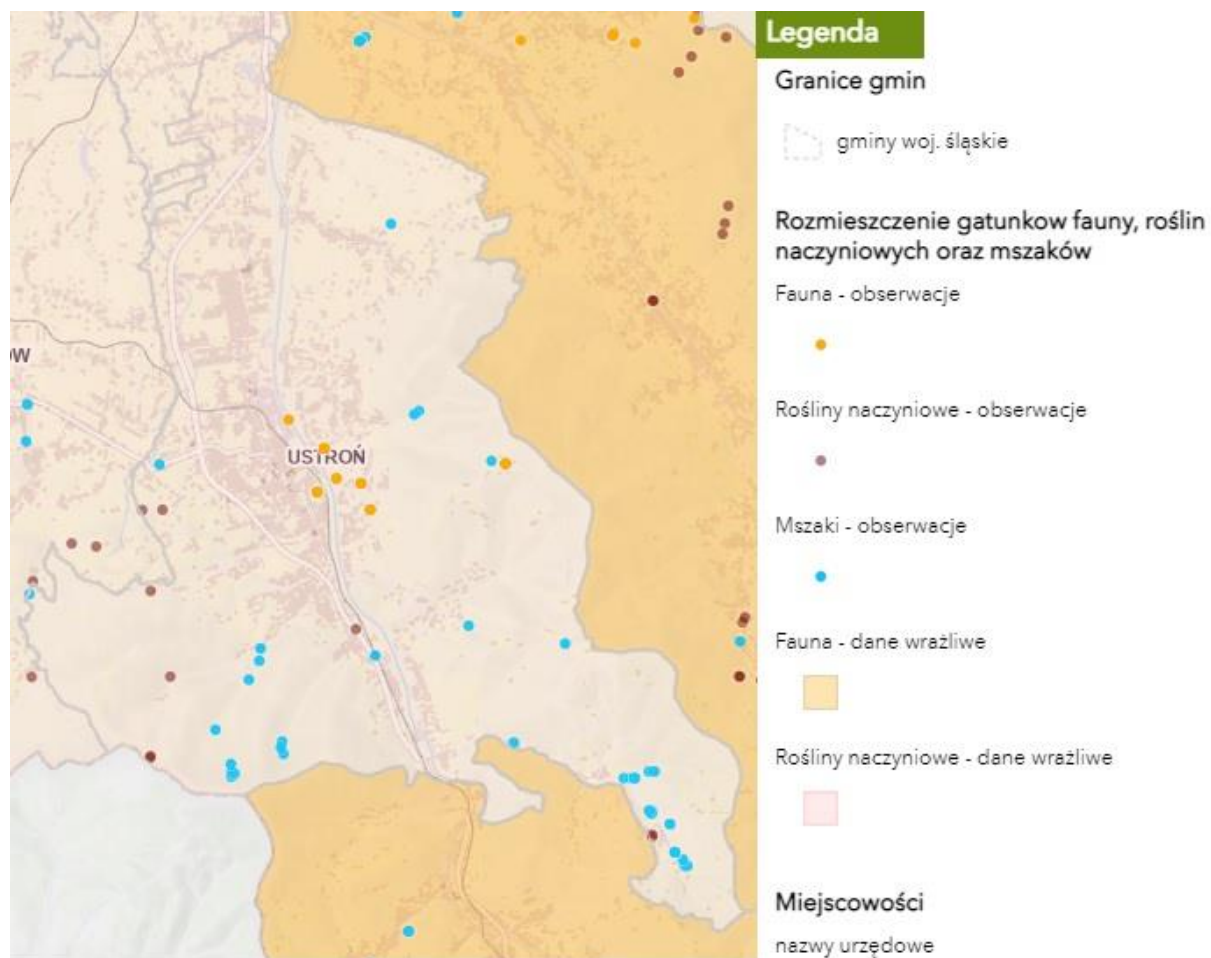 W
USTROŃ
Legenda
Granice gmin
gminy woj. śląskie
Rozmieszczenie gatunkow fauny, roślin
naczyniowych oraz mszaków
Fauna - obserwacje
Rośliny naczyniowe - obserwacje
Mszaki - obserwacje
Fauna - dane wrażliwe
Rośliny naczyniowe - dane wrażliwe
Miejscowości
nazwy urzędowe